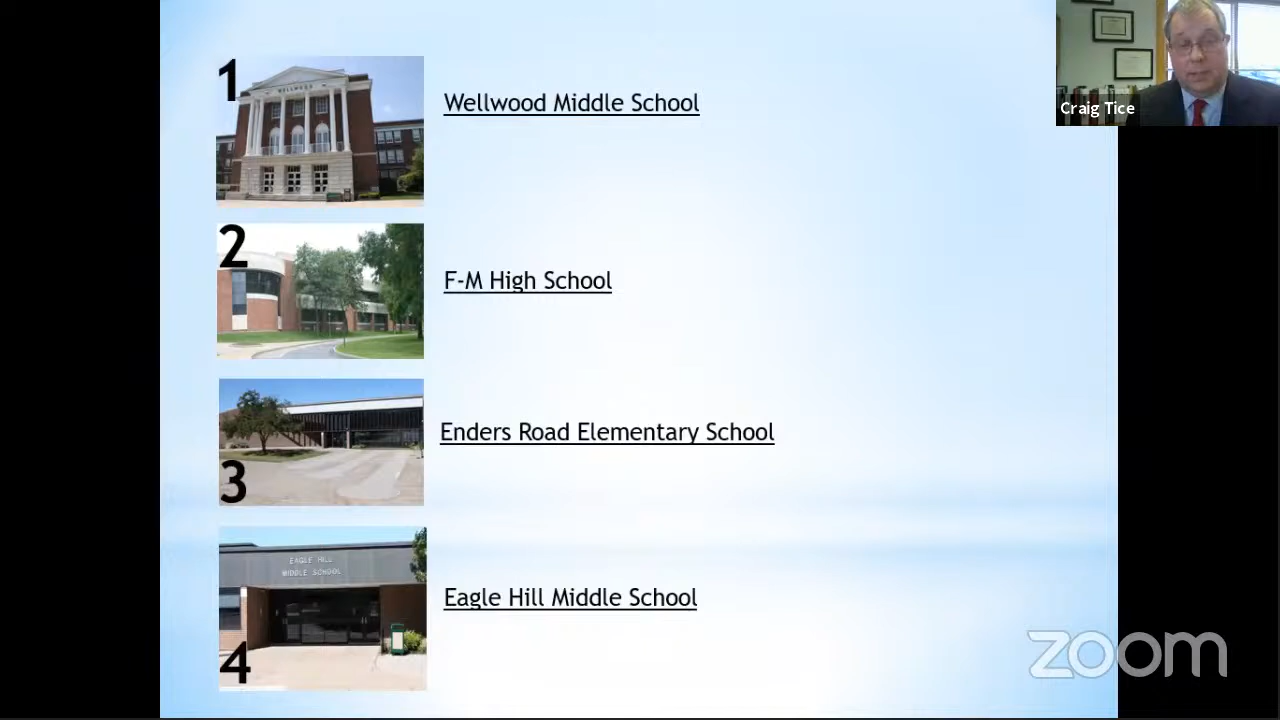 1
WELLWOOD
Wellwood Middle School
Craig Tice
2
F-M High School
3
Enders Road Elementary School
EAGLE HILL
MIDDLE SCHOOL
4
Eagle Hill Middle School
zoom